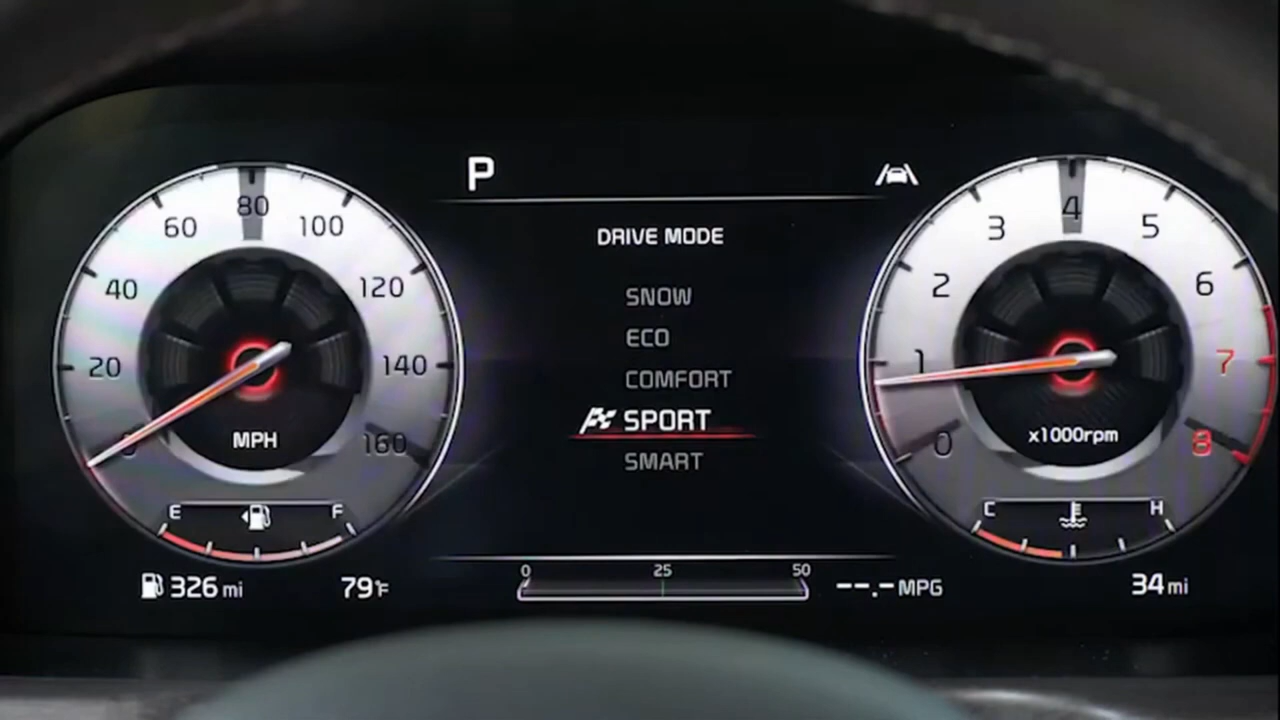 P
DRIVE MODE
SNOW
ECO
COMFORT
SPORT
SMART
0 20 40 60 80 100 120 140 160
MPH
E F
326 mi
79°F
0 25 50
--.- MPG
0 1 2 3 4 5 6 7 8
x1000rpm
C H
34 mi